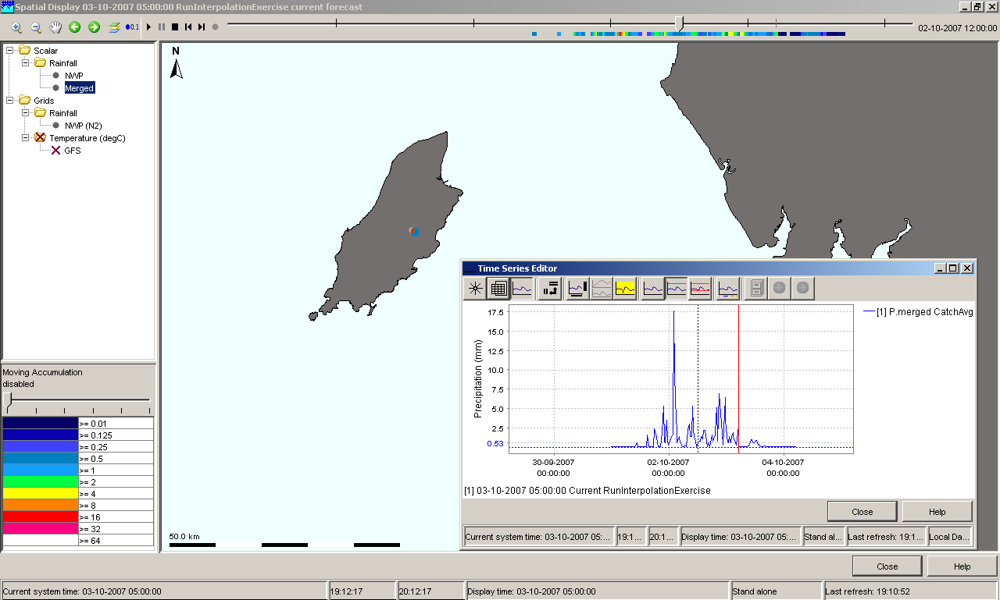 Spatial Display 03-10-2007 05:00:00 RunInterpolationExercise current forecast
0.1
02-10-2007 12:00:00
Scalar
Rainfall
NWP
Merged
Grids
Rainfall
NWP (N2)
Temperature (degC)
GFS
N
Moving Accumulation
disabled
>= 0.01
>= 0.125
>= 0.25
>= 0.5
>= 1
>= 2
>= 4
>= 8
>= 16
>= 32
>= 64
50.0 km
Time Series Editor
[1] P.merged CatchAvg
Precipitation (mm)
17.5
15.0
12.5
10.0
7.5
5.0
2.5
0.53
30-09-2007 00:00:00
02-10-2007 00:00:00
04-10-2007 00:00:00
[1] 03-10-2007 05:00:00 Current RunInterpolationExercise
Close Help
Current system time: 03-10-2007 05:... 19:1... 20:1... Display time: 03-10-2007 05:... Stand al... Last refresh: 19:1... Local Da...
Close Help
Current system time: 03-10-2007 05:00:00 19:12:17 20:12:17 Display time: 03-10-2007 05:00:00 Stand alone Last refresh: 19:10:52